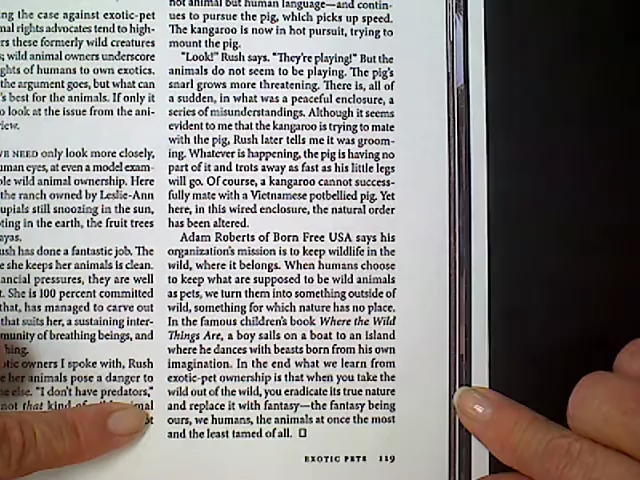 ng the case against exotic-pet
mal rights advocates tend to high-
rs these formerly wild creatures
s; wild animal owners underscore
ghts of humans to own exotics.
the argument goes, but what can
's best for the animals. If only it
o look at the issue from the ani-
view.
WE NEED only look more closely,
uman eyes, at even a model exam-
ple wild animal ownership. Here
the ranch owned by Leslie-Ann
upials still snoozing in the sun,
oting in the earth, the fruit trees
ayas.
ush has done a fantastic job. The
e she keeps her animals is clean.
ancial pressures, they are well
t. She is 100 percent committed
that, has managed to carve out
that suits her, a sustaining inter-
munity of breathing beings, and
hing.
otic owners I spoke with, Rush
e her animals pose a danger to
ne else. "I don't have predators,"
not that kind of
not animal but human language—and contin-
ues to pursue the pig, which picks up speed.
The kangaroo is now in hot pursuit, trying to
mount the pig.
"Look!" Rush says. "They're playing!" But the
animals do not seem to be playing. The pig's
snarl grows more threatening. There is, all of
a sudden, in what was a peaceful enclosure, a
series of misunderstandings. Although it seems
evident to me that the kangaroo is trying to mate
with the pig, Rush later tells me it was groom-
ing. Whatever is happening, the pig is having no
part of it and trots away as fast as his little legs
will go. Of course, a kangaroo cannot success-
fully mate with a Vietnamese potbellied pig. Yet
here, in this wired enclosure, the natural order
has been altered.
Adam Roberts of Born Free USA says his
organization's mission is to keep wildlife in the
wild, where it belongs. When humans choose
to keep what are supposed to be wild animals
as pets, we turn them into something outside of
wild, something for which nature has no place.
In the famous children's book Where the Wild
Things Are, a boy sails on a boat to an island
where he dances with beasts born from his own
imagination. In the end what we learn from
exotic-pet ownership is that when you take the
wild out of the wild, you eradicate its true nature
and replace it with fantasy—the fantasy being
ours, we humans, the animals at once the most
and the least tamed of all. □
EXOTIC PETS 119